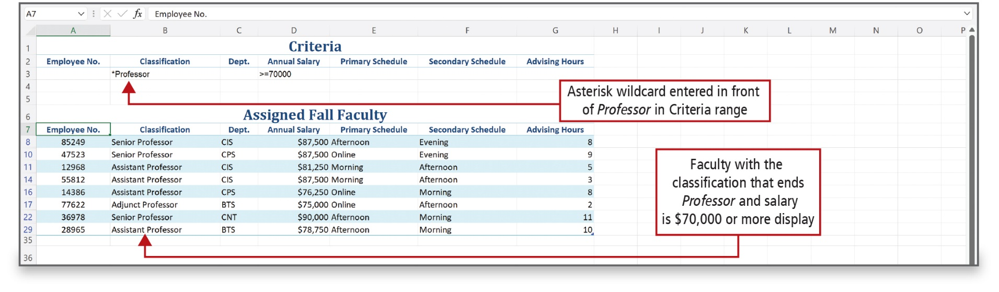 A7 fx Employee No.
A B C D E F G H I J K L M N O P
1 Criteria
2 Employee No. Classification Dept. Annual Salary Primary Schedule Secondary Schedule Advising Hours
3 *Professor >=70000
4
5
Asterisk wildcard entered in front
of Professor in Criteria range
6 Assigned Fall Faculty
7 Employee No. Classification Dept. Annual Salary Primary Schedule Secondary Schedule Advising Hours
8 85249 Senior Professor CIS $87,500 Afternoon Evening 8
10 47523 Senior Professor CPS $87,500 Online Evening 9
11 12968 Assistant Professor CIS $81,250 Morning Afternoon 5
14 55812 Assistant Professor CIS $87,500 Morning Afternoon 3
16 14386 Assistant Professor CPS $76,250 Online Morning 8
17 77622 Adjunct Professor BTS $75,000 Online Afternoon 2
22 36978 Senior Professor CNT $90,000 Afternoon Morning 11
29 28965 Assistant Professor BTS $78,750 Afternoon Morning 10
35
36
Faculty with the
classification that ends
Professor and salary
is $70,000 or more display